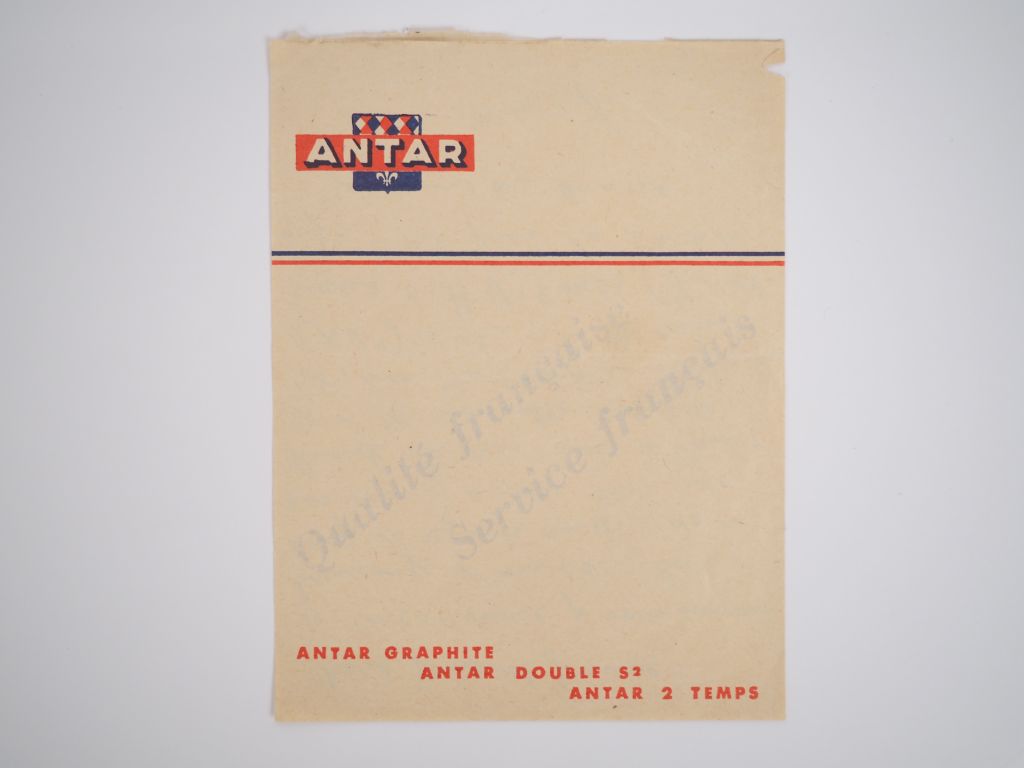 ANTAR
Qualité française
Service français
ANTAR GRAPHITE
ANTAR DOUBLE S²
ANTAR 2 TEMPS